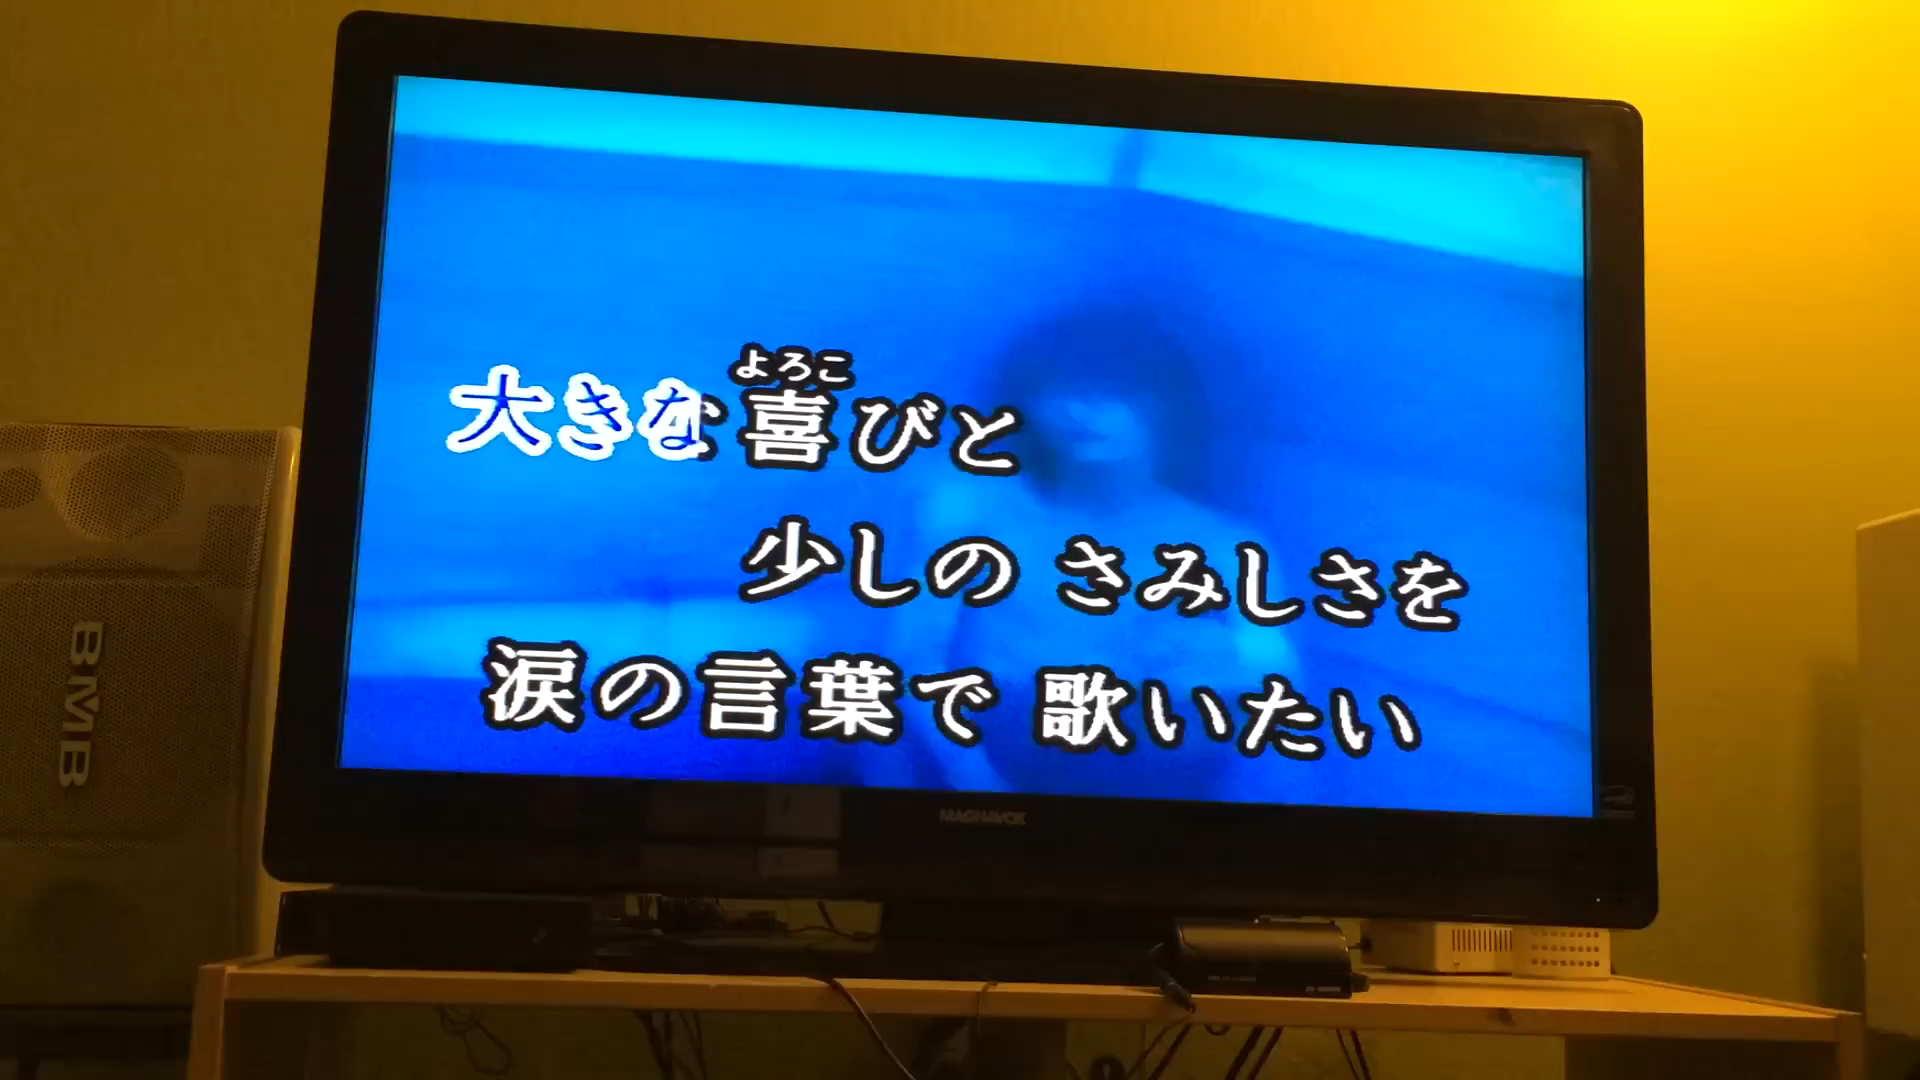 よろこ
大きな喜びと
少しの さみしさを
涙の言葉で 歌いたい
MAGNAVOX
BMB